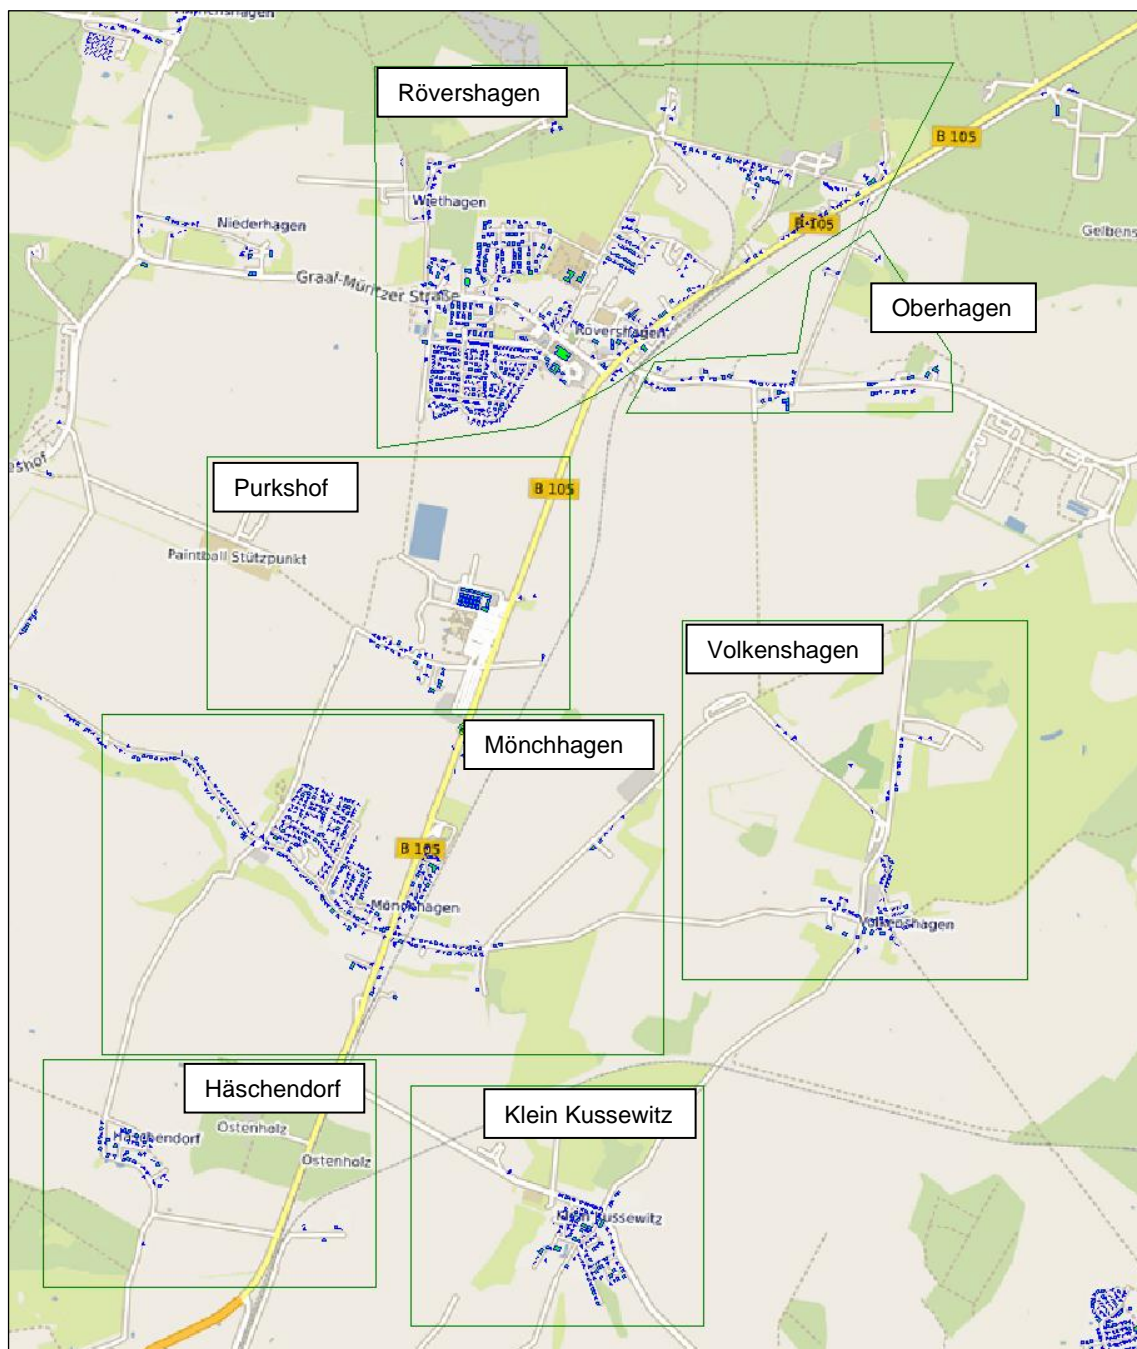 Rövershagen
B 105
Wiethagen
Niederhagen
B 105
Gelbens
Graal-Müritzer Straße
Oberhagen
Rövershagen
eshof
Purkshof
B 105
Paintball Stützpunkt
Volkenshagen
Mönchhagen
B 105
Mönchhagen
Volkenshagen
Häschendorf
Klein Kussewitz
Ostenholz
Häschendorf
Ostenholz
Klein Kussewitz